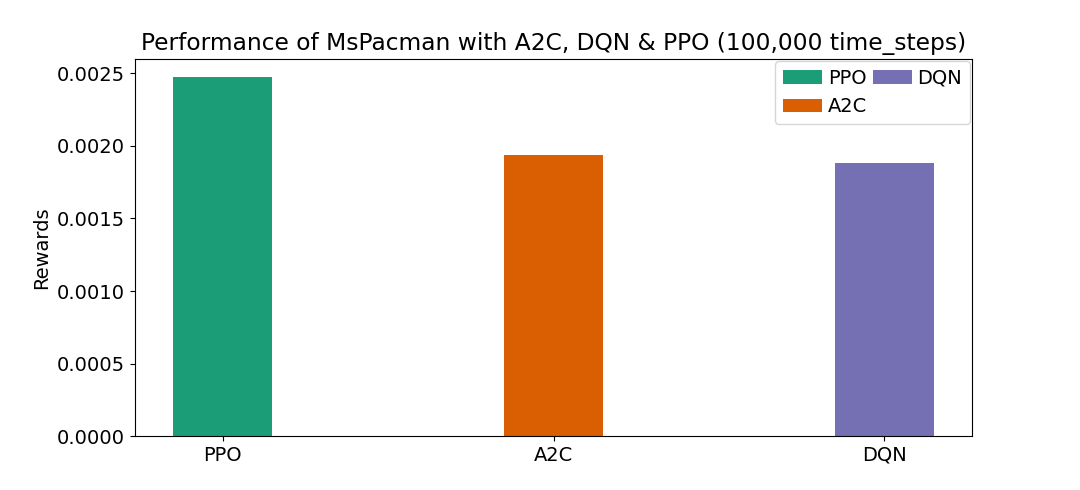 Performance of MsPacman with A2C, DQN & PPO (100,000 time_steps)
PPO DQN
A2C
Rewards
0.0025
0.0020
0.0015
0.0010
0.0005
0.0000
PPO A2C DQN